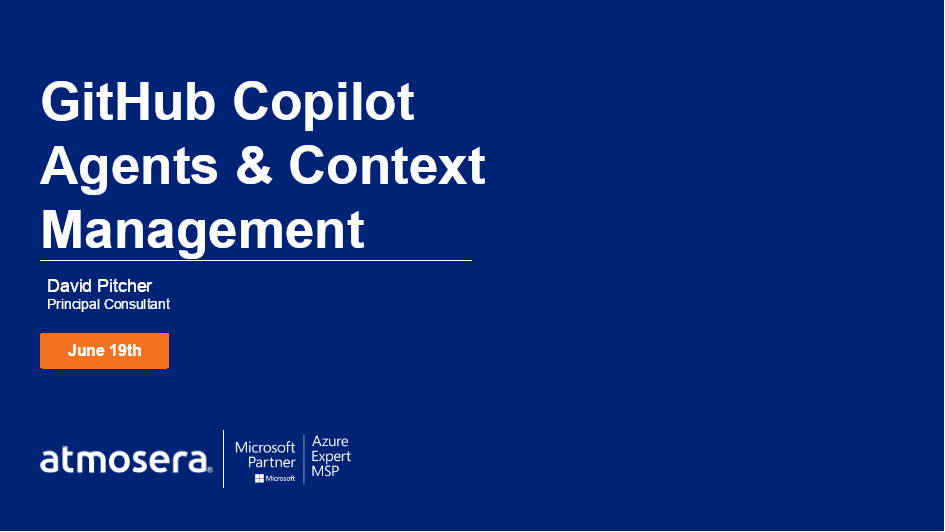 GitHub Copilot
Agents & Context
Management
David Pitcher
Principal Consultant
June 19th
atmosera®
Microsoft
Partner
Microsoft
Azure
Expert
MSP